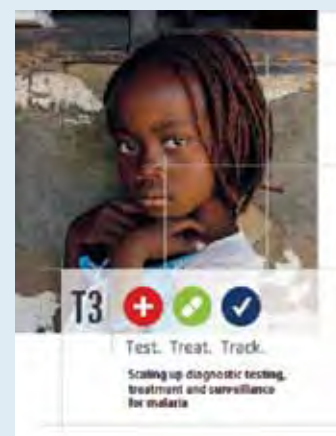 T3
Test. Treat. Track.
Scaling up diagnostic testing,
treatment and surveillance
for malaria